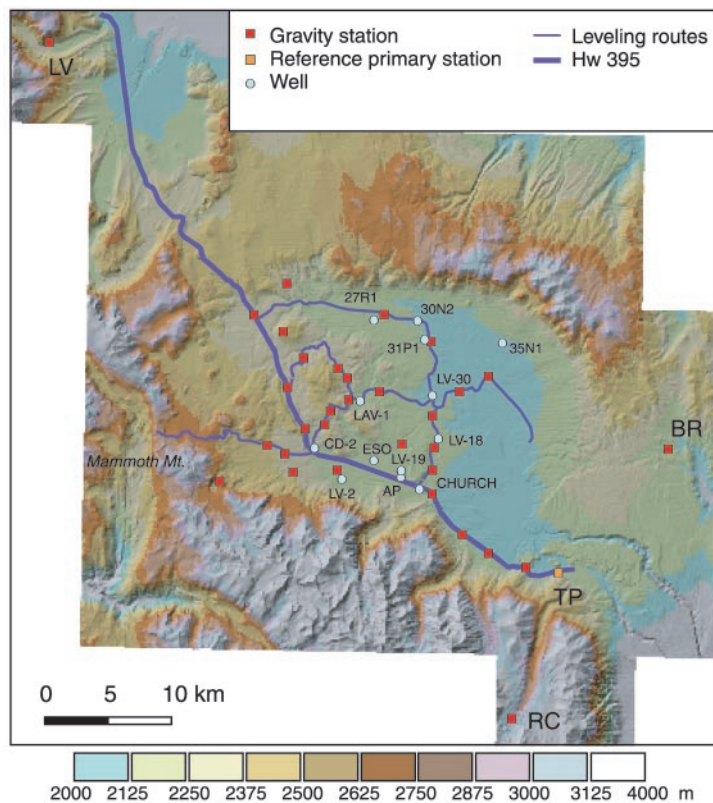 Gravity station
Reference primary station
Well
Leveling routes
Hw 395
LV
27R1
30N2
31P1
35N1
LV-30
LAV-1
BR
CD-2
ESO
LV-18
LV-19
Mammoth Mt.
LV-2
AP
CHURCH
TP
0 5 10 km
RC
2000 2125 2250 2375 2500 2625 2750 2875 3000 3125 4000 m